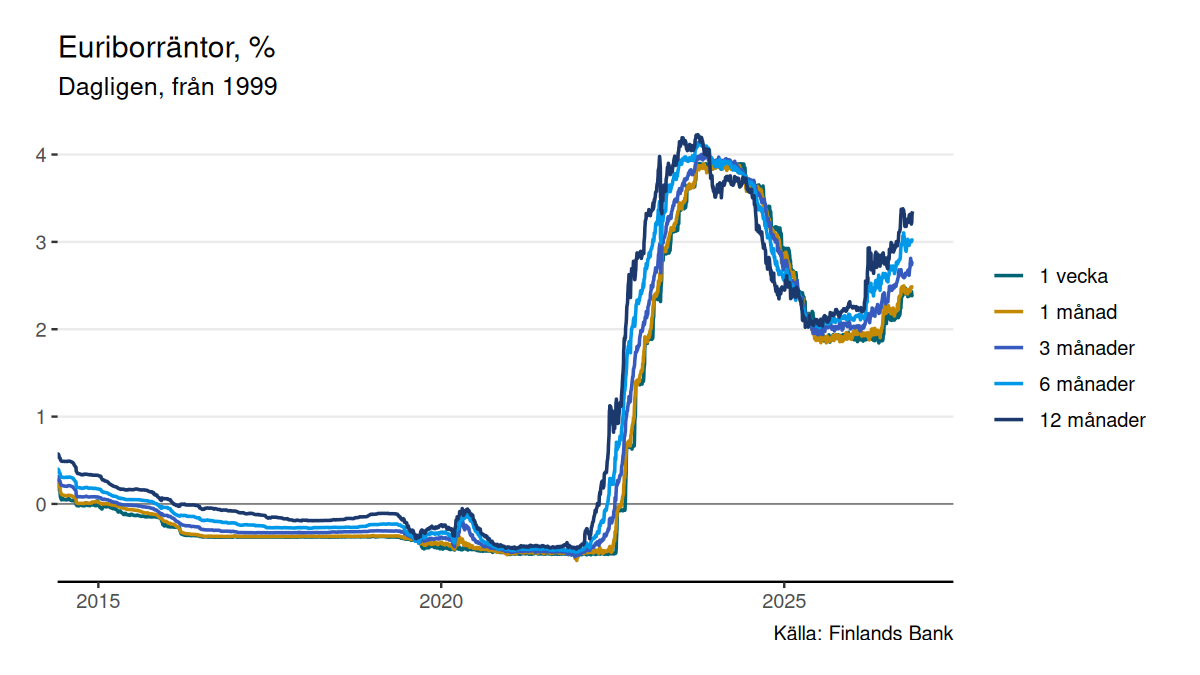 Euriborräntor, %
Dagligen, från 1999
4
3
2
1
0
2015 2020 2025
1 vecka
1 månad
3 månader
6 månader
12 månader
Källa: Finlands Bank